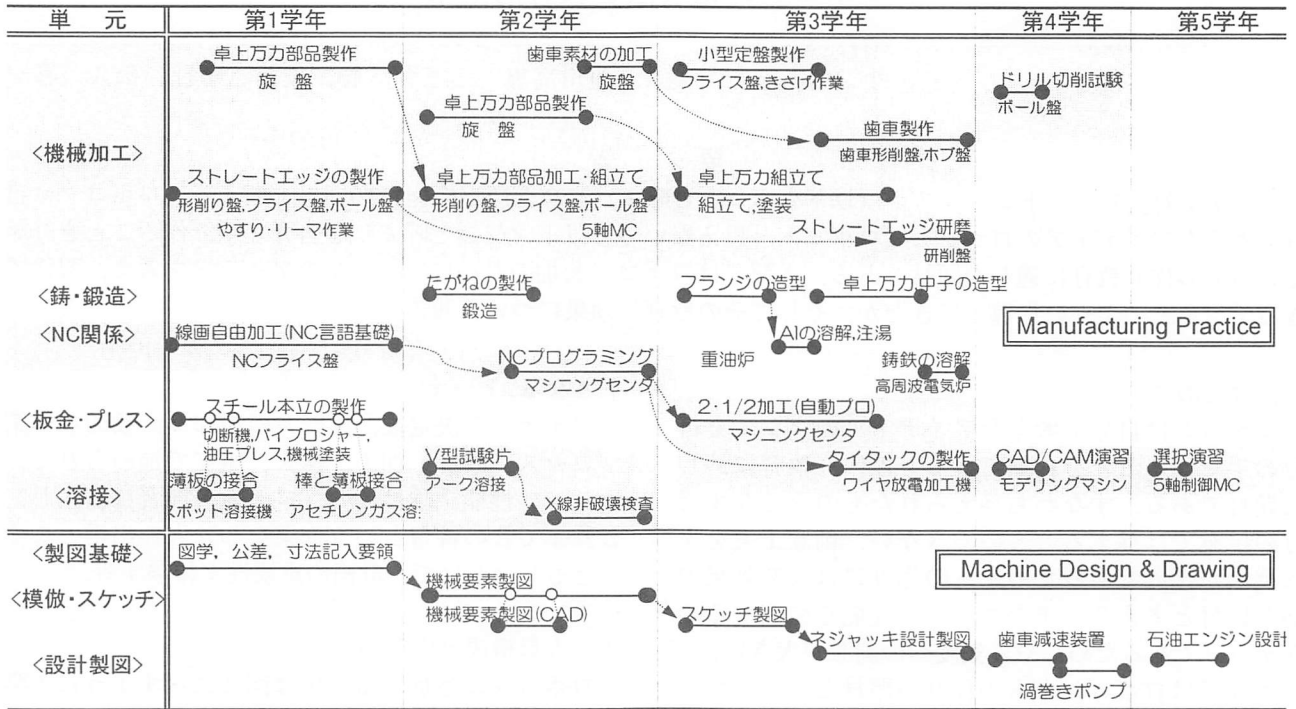 単 元 第1学年 第2学年 第3学年 第4学年 第5学年
<機械加工>
卓上万力部品製作
旋 盤
歯車素材の加工
旋盤
小型定盤製作
フライス盤,きさげ作業
ドリル切削試験
ボール盤
卓上万力部品製作
旋 盤
歯車製作
歯車形削盤,ホブ盤
ストレートエッジの製作
形削り盤,フライス盤,ボール盤
やすり・リーマ作業
卓上万力部品加工・組立て
形削り盤,フライス盤,ボール盤
5軸MC
卓上万力組立て
組立て,塗装
ストレートエッジ研磨
研削盤
<鋳・鍛造>
たがねの製作
鍛造
フランジの造型
卓上万力,中子の造型
<NC関係>
線画自由加工(NC言語基礎)
NCフライス盤
Alの溶解,注湯
重油炉
Manufacturing Practice
NCプログラミング
マシニングセンタ
鋳鉄の溶解
高周波電気炉
<板金・プレス>
スチール本立の製作
切断機,バイブロシャー,
油圧プレス,機械塗装
2・1/2加工(自動プロ)
マシニングセンタ
<溶接>
薄板の接合
スポット溶接機
棒と薄板接合
アセチレンガス溶
V型試験片
アーク溶接
X線非破壊検査
タイタックの製作
ワイヤ放電加工機
CAD/CAM演習
モデリングマシン
選択演習
5軸制御MC
<製図基礎>
図学, 公差, 寸法記入要領
Machine Design & Drawing
<模倣・スケッチ>
機械要素製図
機械要素製図(CAD)
スケッチ製図
<設計製図>
ネジャッキ設計製図
歯車減速装置
渦巻きポンプ
石油エンジン設計